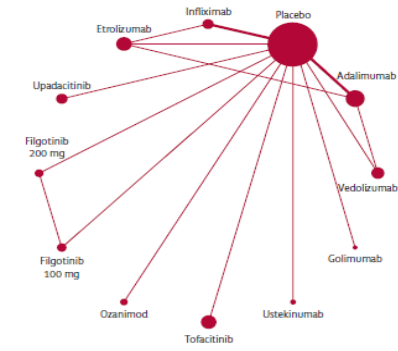 Infliximab
Placebo
Etrolizumab
Adalimumab
Upadacitinib
Filgotinib
200 mg
Vedolizumab
Filgotinib
100 mg
Golimumab
Ozanimod
Ustekinumab
Tofacitinib